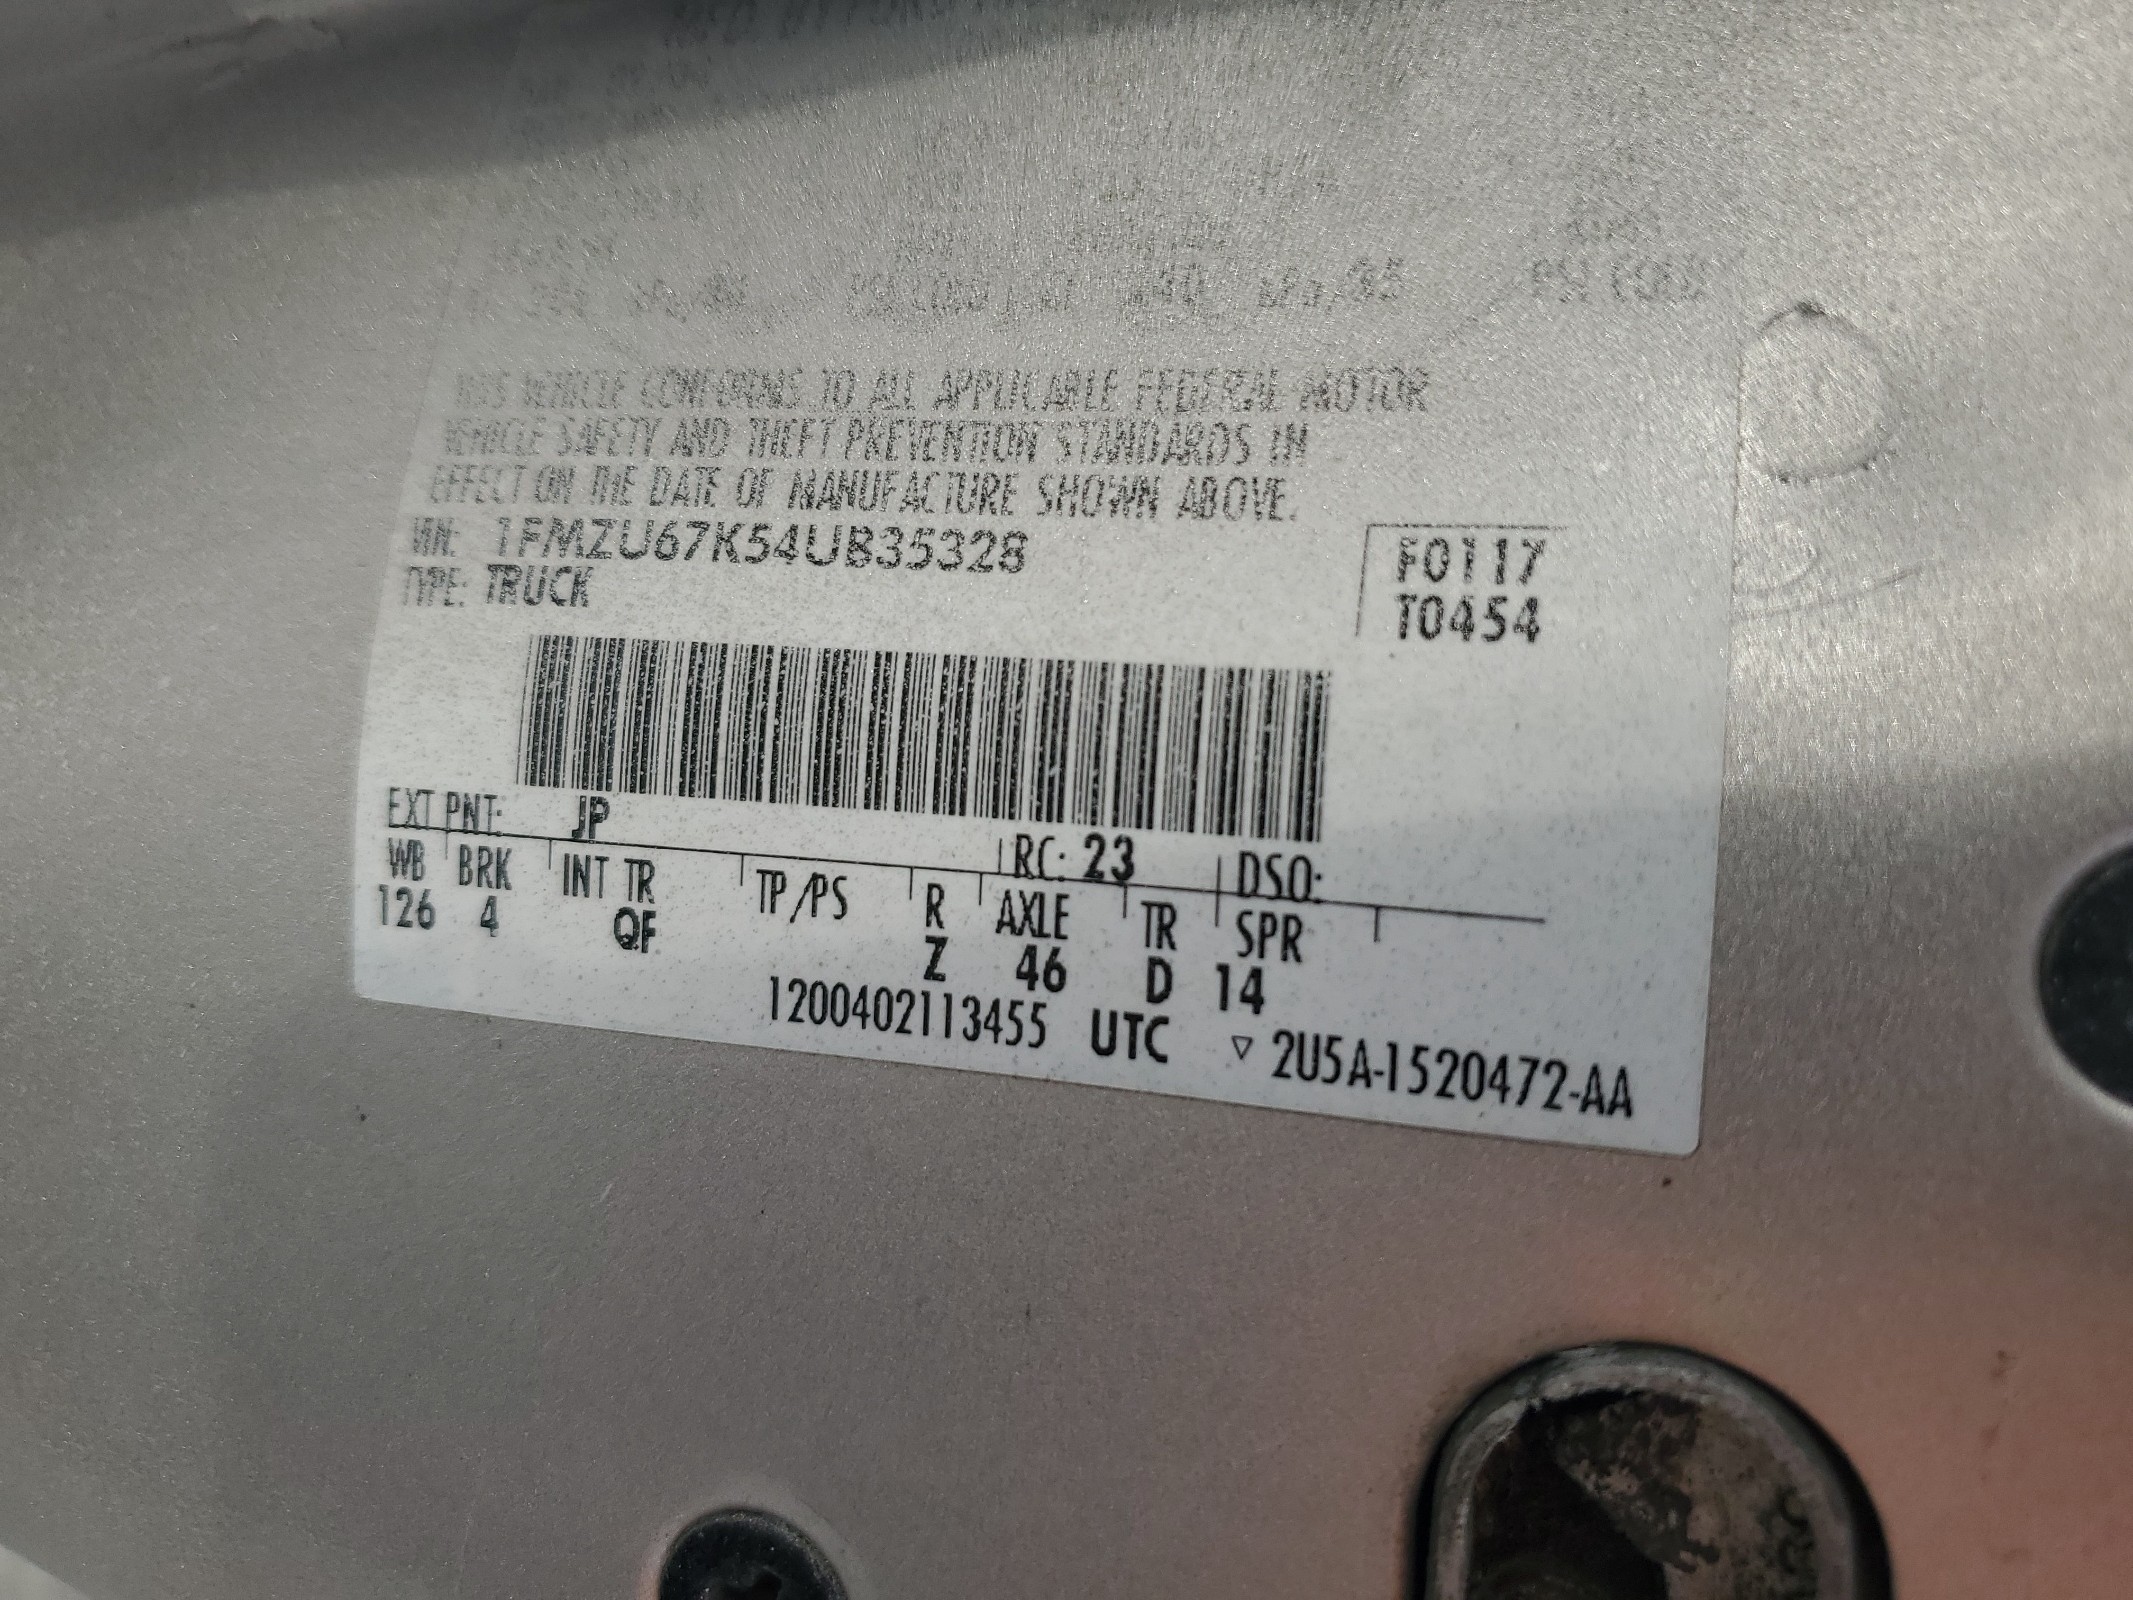 THIS VEHICLE CONFORMS TO ALL APPLICABLE FEDERAL MOTOR
VEHICLE SAFETY AND THEFT PREVENTION STANDARDS IN
EFFECT ON THE DATE OF MANUFACTURE SHOWN ABOVE.
VIN: 1FMZU67K54UB35328
TYPE: TRUCK
F0117
T0454
EXT PNT: JP
RC: 23 DSO:
WB BRK INT TR TP/PS R AXLE TR SPR
126 4 QF Z 46 D 14
1200402113455 UTC ▽ 2U5A-1520472-AA